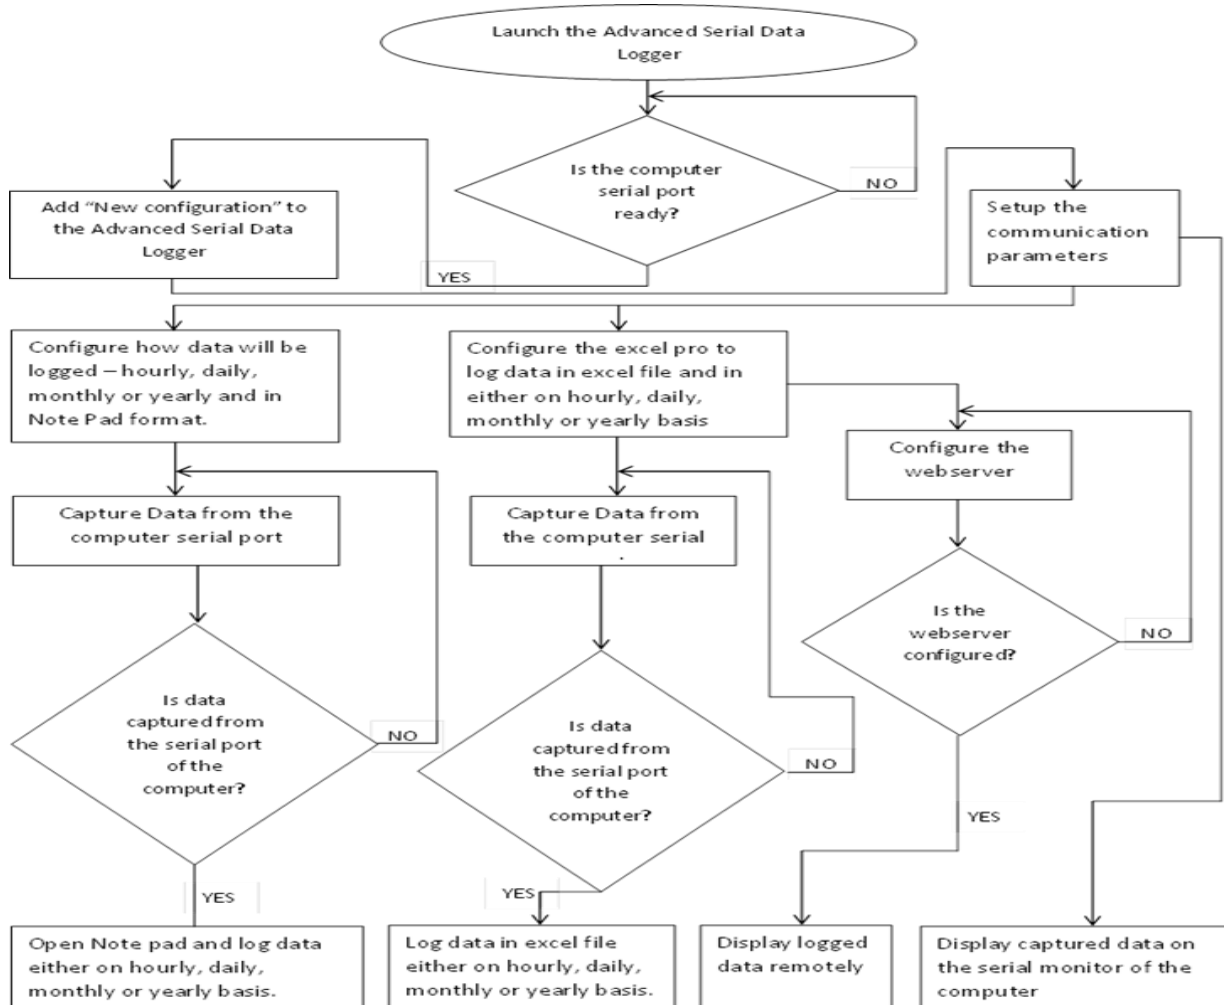 Launch the Advanced Serial Data
Logger
Is the computer
serial port
ready?
NO
YES
Add “New configuration” to
the Advanced Serial Data
Logger
Setup the
communication
parameters
Configure how data will be
logged – hourly, daily,
monthly or yearly and in
Note Pad format.
Configure the excel pro to
log data in excel file and in
either on hourly, daily,
monthly or yearly basis
Configure the
webserver
Capture Data from the
computer serial port
Capture Data from
the computer serial
.
Is the
webserver
configured?
NO
YES
Is data
captured from
the serial port
of the
computer?
NO
YES
Is data
captured from
the serial port
of the
computer?
NO
YES
Open Note pad and log data
either on hourly, daily,
monthly or yearly basis.
Log data in excel file
either on hourly, daily,
monthly or yearly basis.
Display logged
data remotely
Display captured data on
the serial monitor of the
computer